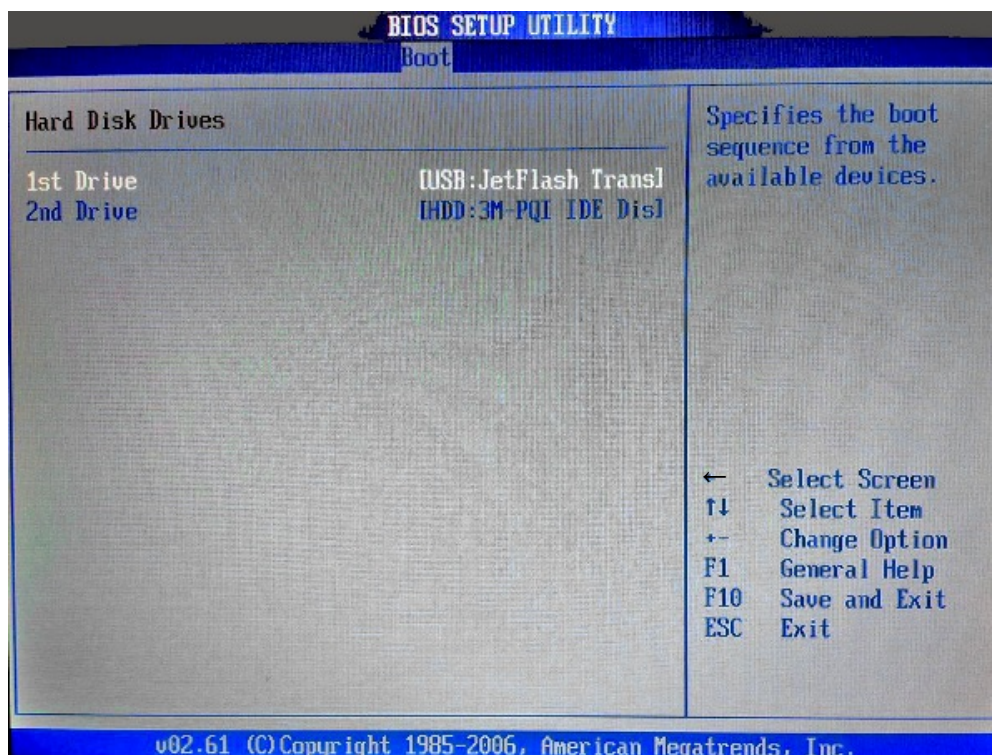 BIOS SETUP UTILITY
Boot
Hard Disk Drives
1st Drive [USB:JetFlash Trans]
2nd Drive [HDD:3M-PQI IDE Dis]
Specifies the boot
sequence from the
available devices.
← Select Screen
↑↓ Select Item
+- Change Option
F1 General Help
F10 Save and Exit
ESC Exit
v02.61 (C)Copyright 1985-2006, American Megatrends, Inc.